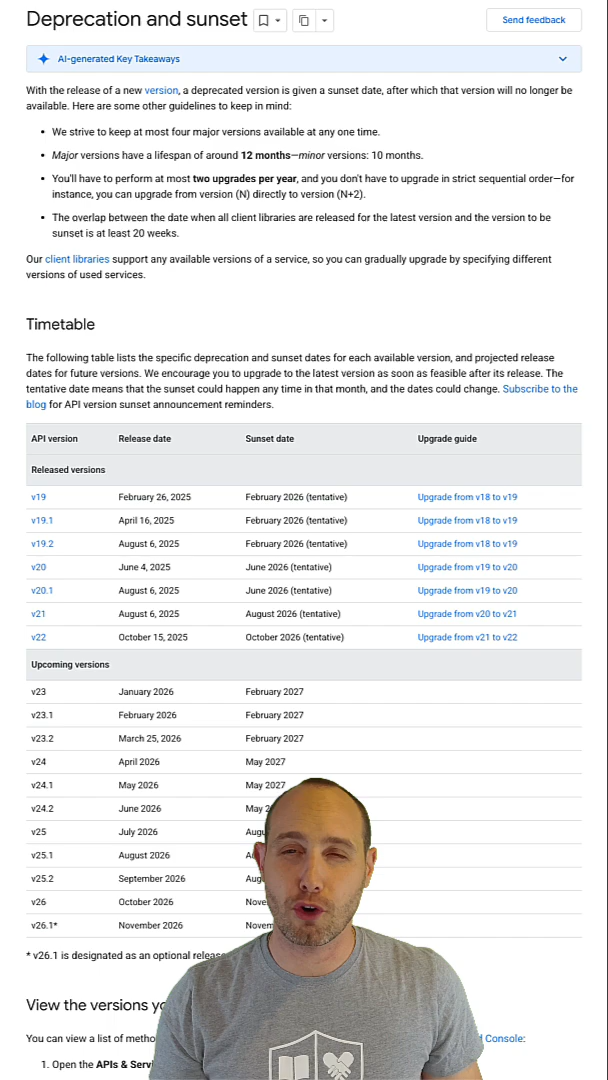 Deprecation and sunset
Send feedback
AI-generated Key Takeaways
With the release of a new version, a deprecated version is given a sunset date, after which that version will no longer be
available. Here are some other guidelines to keep in mind:
• We strive to keep at most four major versions available at any one time.
• Major versions have a lifespan of around 12 months—minor versions: 10 months.
• You'll have to perform at most two upgrades per year, and you don't have to upgrade in strict sequential order—for
instance, you can upgrade from version (N) directly to version (N+2).
• The overlap between the date when all client libraries are released for the latest version and the version to be
sunset is at least 20 weeks.
Our client libraries support any available versions of a service, so you can gradually upgrade by specifying different
versions of used services.
Timetable
The following table lists the specific deprecation and sunset dates for each available version, and projected release
dates for future versions. We encourage you to upgrade to the latest version as soon as feasible after its release. The
tentative date means that the sunset could happen any time in that month, and the dates could change. Subscribe to the
blog for API version sunset announcement reminders.
API version Release date Sunset date Upgrade guide
Released versions
v19 February 26, 2025 February 2026 (tentative) Upgrade from v18 to v19
v19.1 April 16, 2025 February 2026 (tentative) Upgrade from v18 to v19
v19.2 August 6, 2025 February 2026 (tentative) Upgrade from v18 to v19
v20 June 4, 2025 June 2026 (tentative) Upgrade from v19 to v20
v20.1 August 6, 2025 June 2026 (tentative) Upgrade from v19 to v20
v21 August 6, 2025 August 2026 (tentative) Upgrade from v20 to v21
v22 October 15, 2025 October 2026 (tentative) Upgrade from v21 to v22
Upcoming versions
v23 January 2026 February 2027
v23.1 February 2026 February 2027
v23.2 March 25, 2026 February 2027
v24 April 2026 May 2027
v24.1 May 2026 May 2027
v24.2 June 2026 May 2
v25 July 2026
v25.1 August 2026
v25.2 September 2026
v26 October 2026
v26.1* November 2026
* v26.1 is designated as an optional
View the versions
You can view a list of Console:
1. Open the APIs &